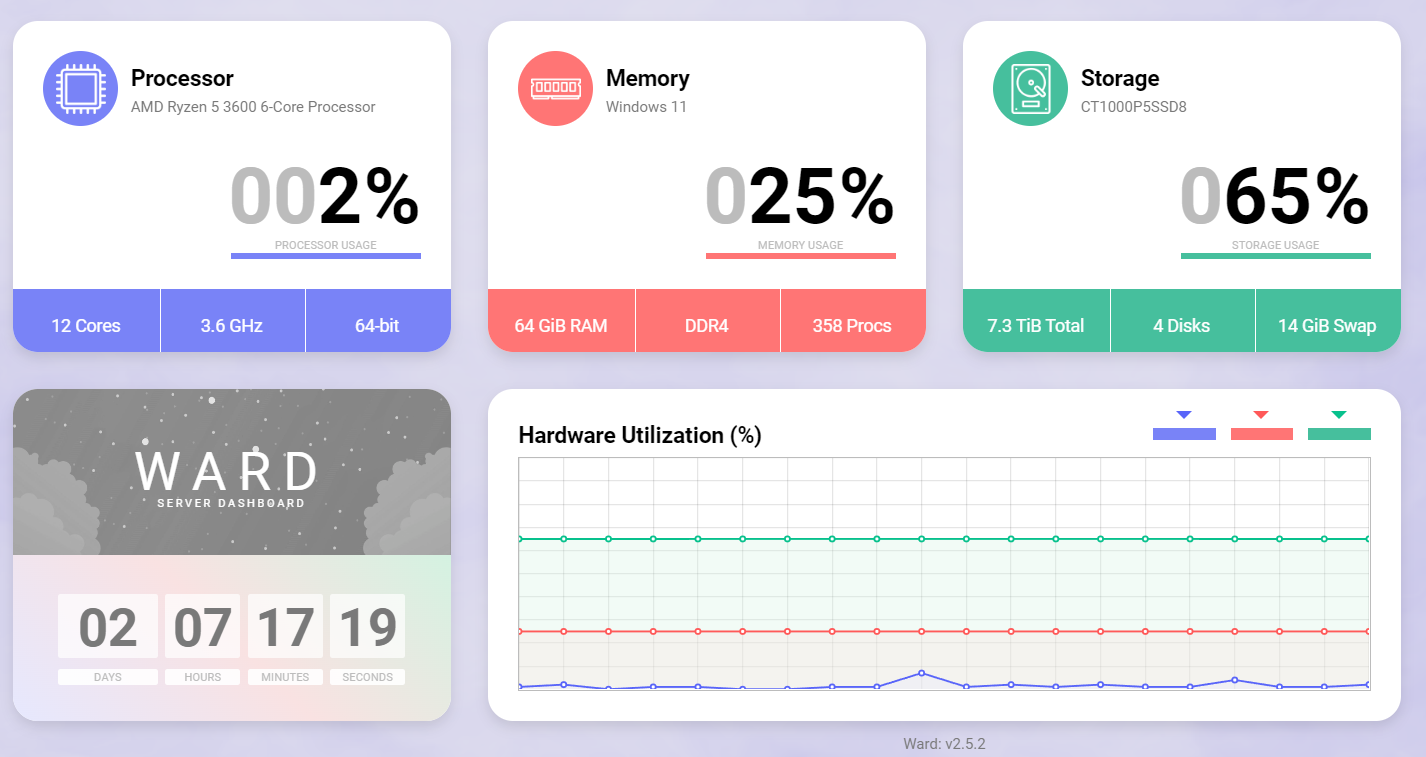 Processor
AMD Ryzen 5 3600 6-Core Processor
002%
PROCESSOR USAGE
12 Cores
3.6 GHz
64-bit
Memory
Windows 11
025%
MEMORY USAGE
64 GiB RAM
DDR4
358 Procs
Storage
CT1000P5SSD8
065%
STORAGE USAGE
7.3 TiB Total
4 Disks
14 GiB Swap
WARD
SERVER DASHBOARD
02 07 17 19
DAYS HOURS MINUTES SECONDS
Hardware Utilization (%)
Ward: v2.5.2